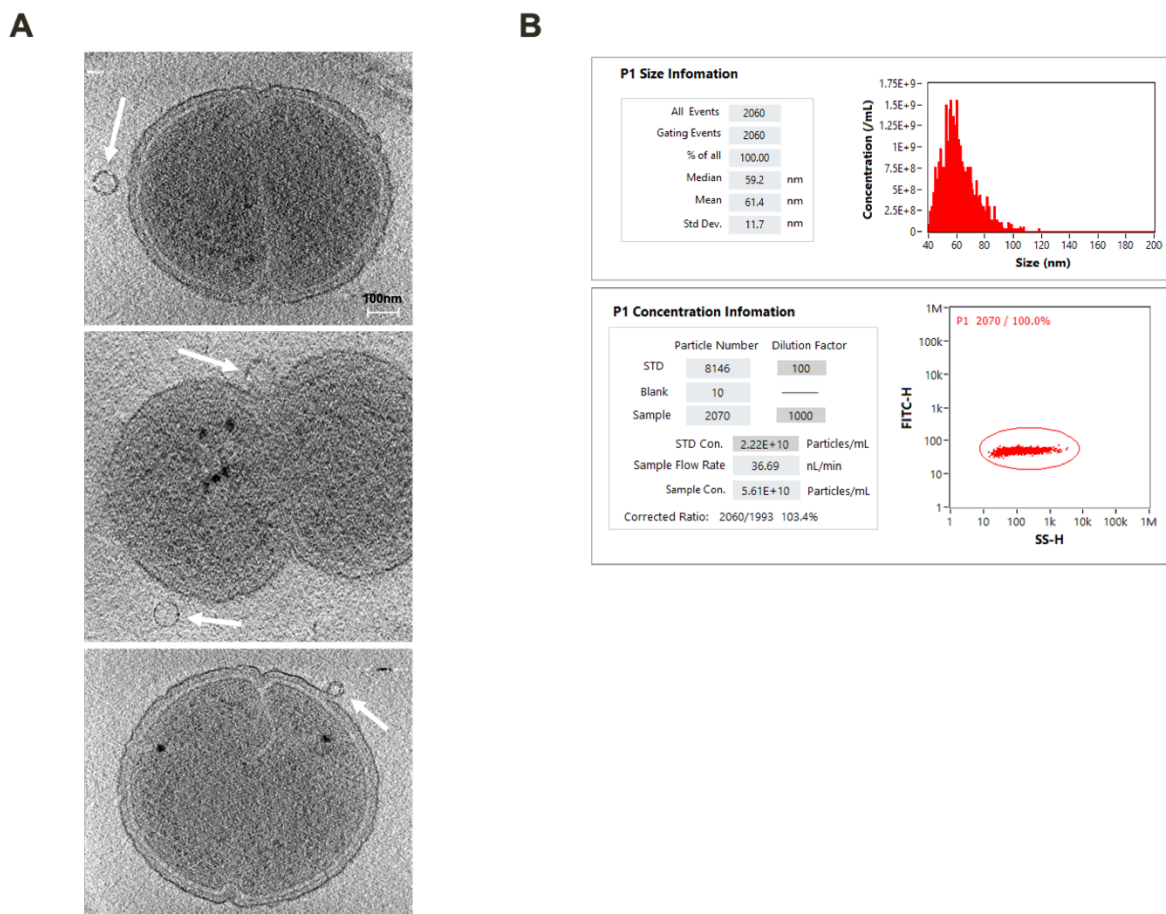 A
B
100nm
P1 Size Infomation
All Events 2060
Gating Events 2060
% of all 100.00
Median 59.2 nm
Mean 61.4 nm
Std Dev. 11.7 nm
Concentration (/mL)
1.75E+9
1.5E+9
1.25E+9
1E+9
7.5E+8
5E+8
2.5E+8
0
40 60 80 100 120 140 160 180 200
Size (nm)
P1 Concentration Infomation
Particle Number Dilution Factor
STD 8146 100
Blank 10 ——
Sample 2070 1000
STD Con. 2.22E+10 Particles/mL
Sample Flow Rate 36.69 nL/min
Sample Con. 5.61E+10 Particles/mL
Corrected Ratio: 2060/1993 103.4%
P1 2070 / 100.0%
FITC-H
1M
100k
10k
1k
100
10
1
1 10 100 1k 10k 100k 1M
SS-H